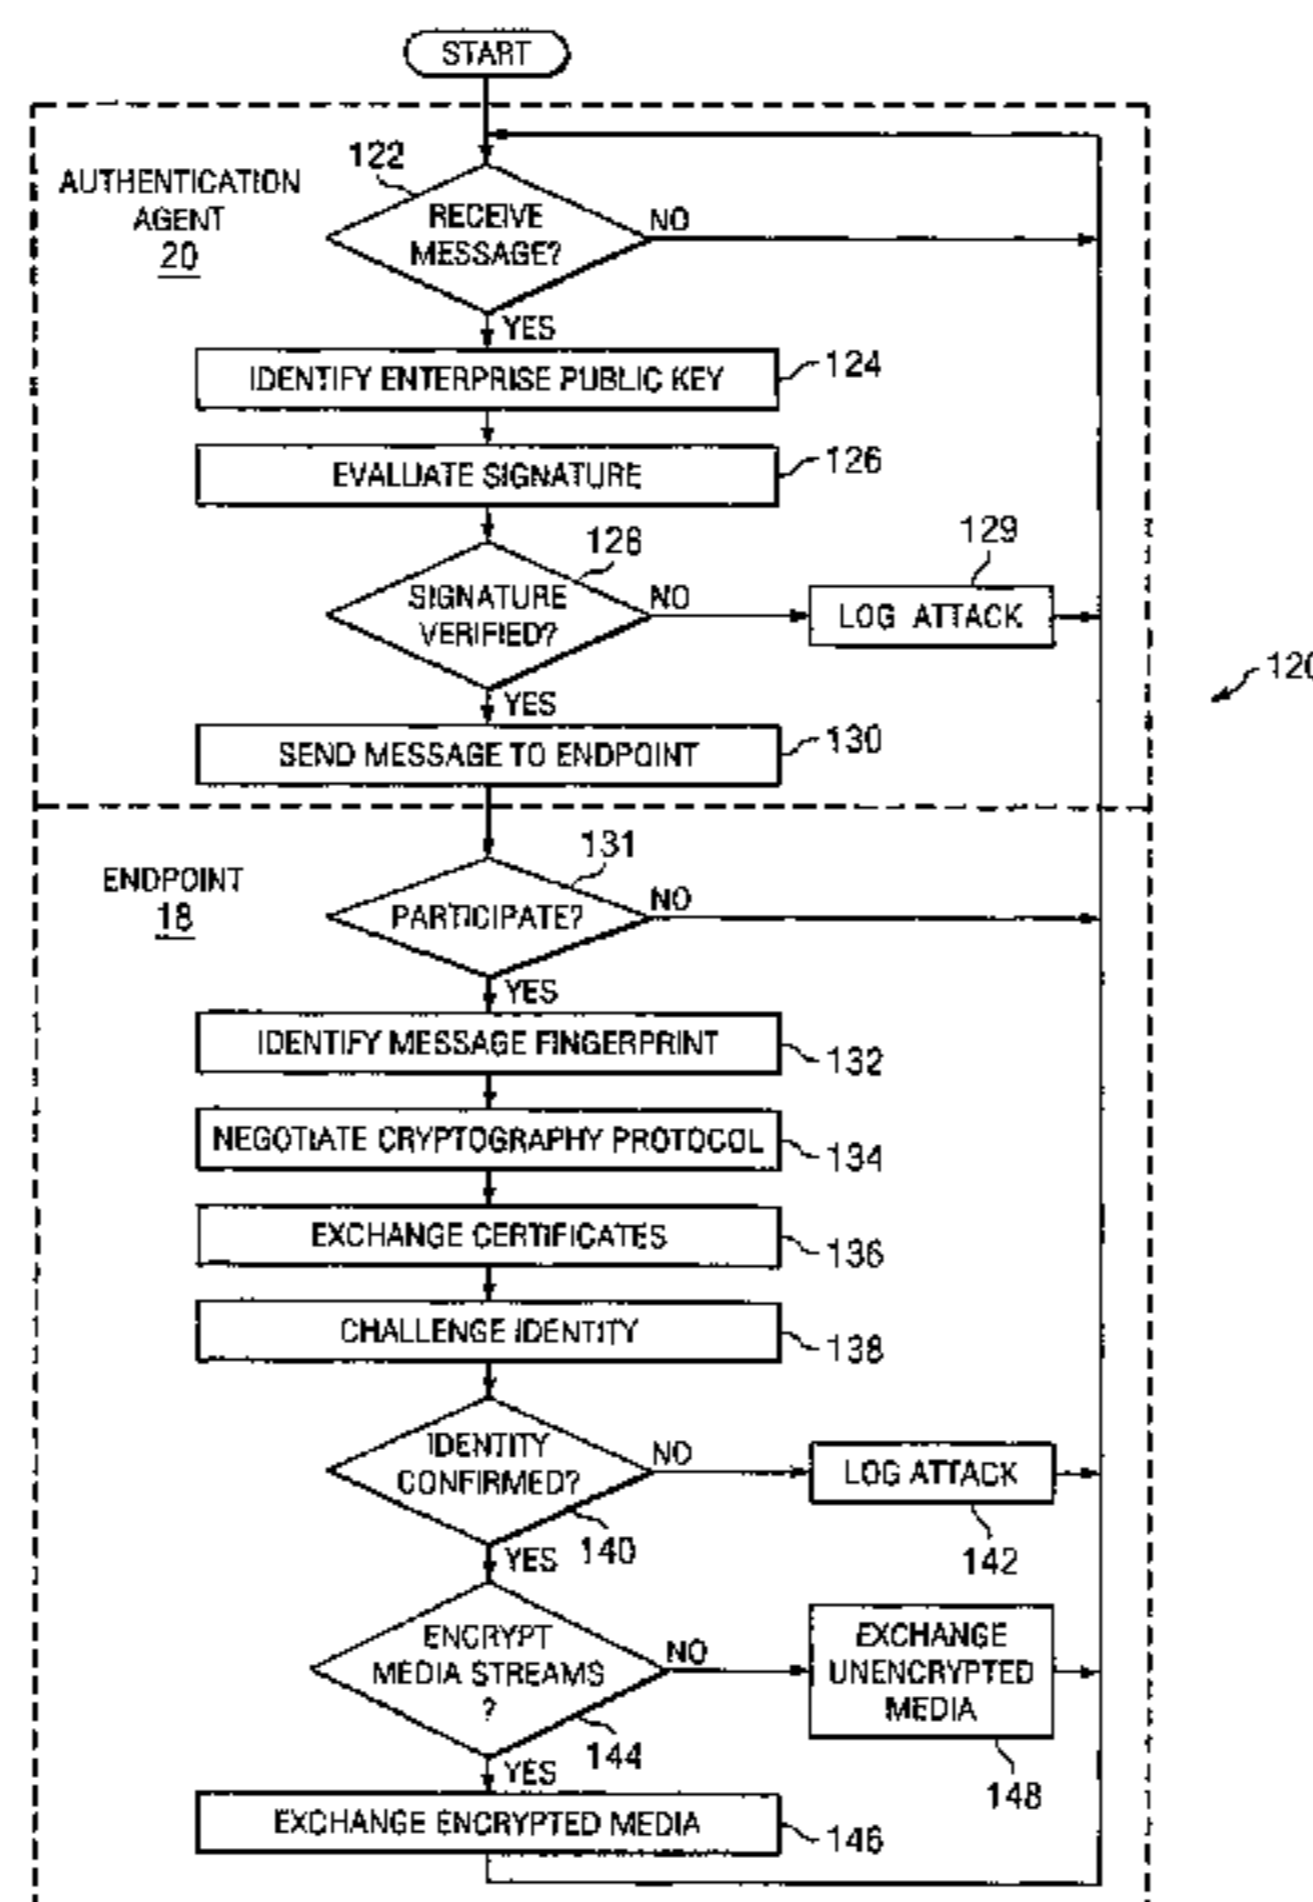 START
AUTHENTICATION
AGENT
20
122
RECEIVE
MESSAGE?
NO
YES
IDENTIFY ENTERPRISE PUBLIC KEY
124
EVALUATE SIGNATURE
126
128
SIGNATURE
VERIFIED?
NO
129
LOG ATTACK
YES
120
SEND MESSAGE TO ENDPOINT
130
ENDPOINT
18
131
PARTICIPATE?
NO
YES
IDENTIFY MESSAGE FINGERPRINT
132
NEGOTIATE CRYPTOGRAPHY PROTOCOL
134
EXCHANGE CERTIFICATES
136
CHALLENGE IDENTITY
138
IDENTITY
CONFIRMED?
NO
LOG ATTACK
140
142
YES
ENCRYPT
MEDIA STREAMS
?
NO
EXCHANGE
UNENCRYPTED
MEDIA
144
148
YES
EXCHANGE ENCRYPTED MEDIA
146